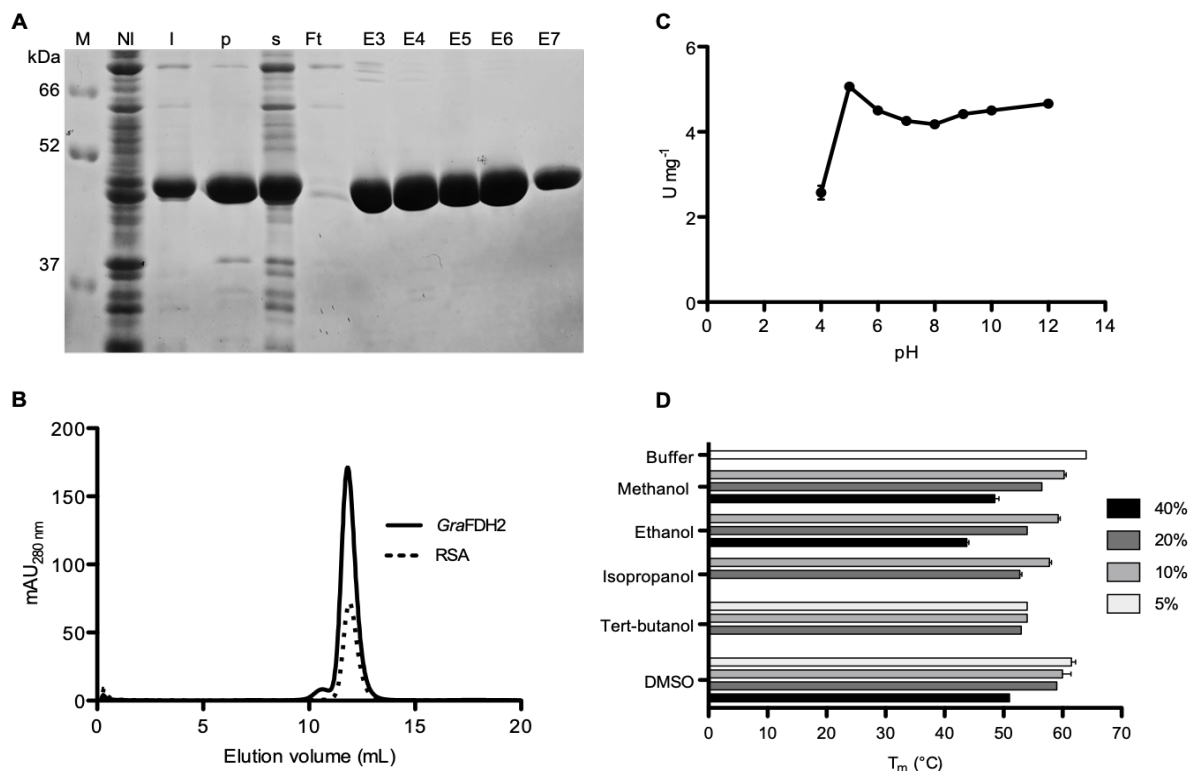 A
M NI I p s Ft E3 E4 E5 E6 E7
kDa
66
52
37
B
200
150
100
50
0
mAU280 nm
0 5 10 15 20
Elution volume (mL)
GraFDH2
RSA
C
6
4
2
0
U mg-1
0 2 4 6 8 10 12 14
pH
D
Buffer
Methanol
Ethanol
Isopropanol
Tert-butanol
DMSO
0 10 20 30 40 50 60 70
Tm (°C)
40%
20%
10%
5%